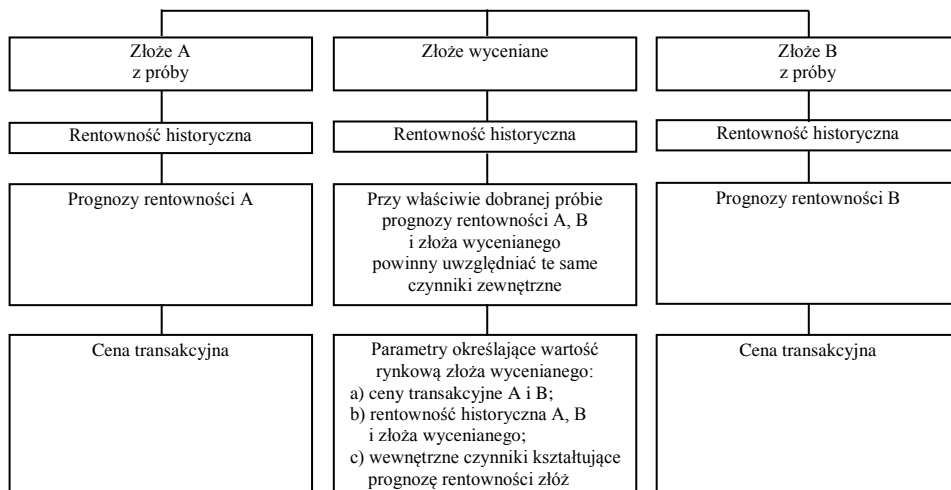 Złoże A
z próby
Złoże wyceniane
Złoże B
z próby
Rentowność historyczna
Rentowność historyczna
Rentowność historyczna
Prognozy rentowności A
Przy właściwie dobranej próbie
prognozy rentowności A, B
i złoża wycenianego
powinny uwzględniać te same
czynniki zewnętrzne
Prognozy rentowności B
Cena transakcyjna
Parametry określające wartość
rynkową złoża wycenianego:
a) ceny transakcyjne A i B;
b) rentowność historyczna A, B
i złoża wycenianego;
c) wewnętrzne czynniki kształtujące
prognozę rentowności złóż
Cena transakcyjna